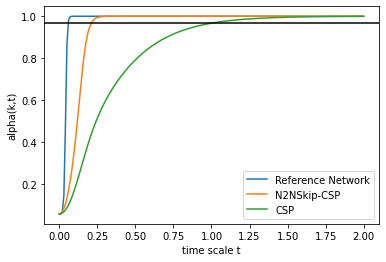 1.0
0.8
0.6
0.4
0.2
alpha(k,t)
Reference Network
N2NSkip-CSP
CSP
0.00 0.25 0.50 0.75 1.00 1.25 1.50 1.75 2.00
time scale t